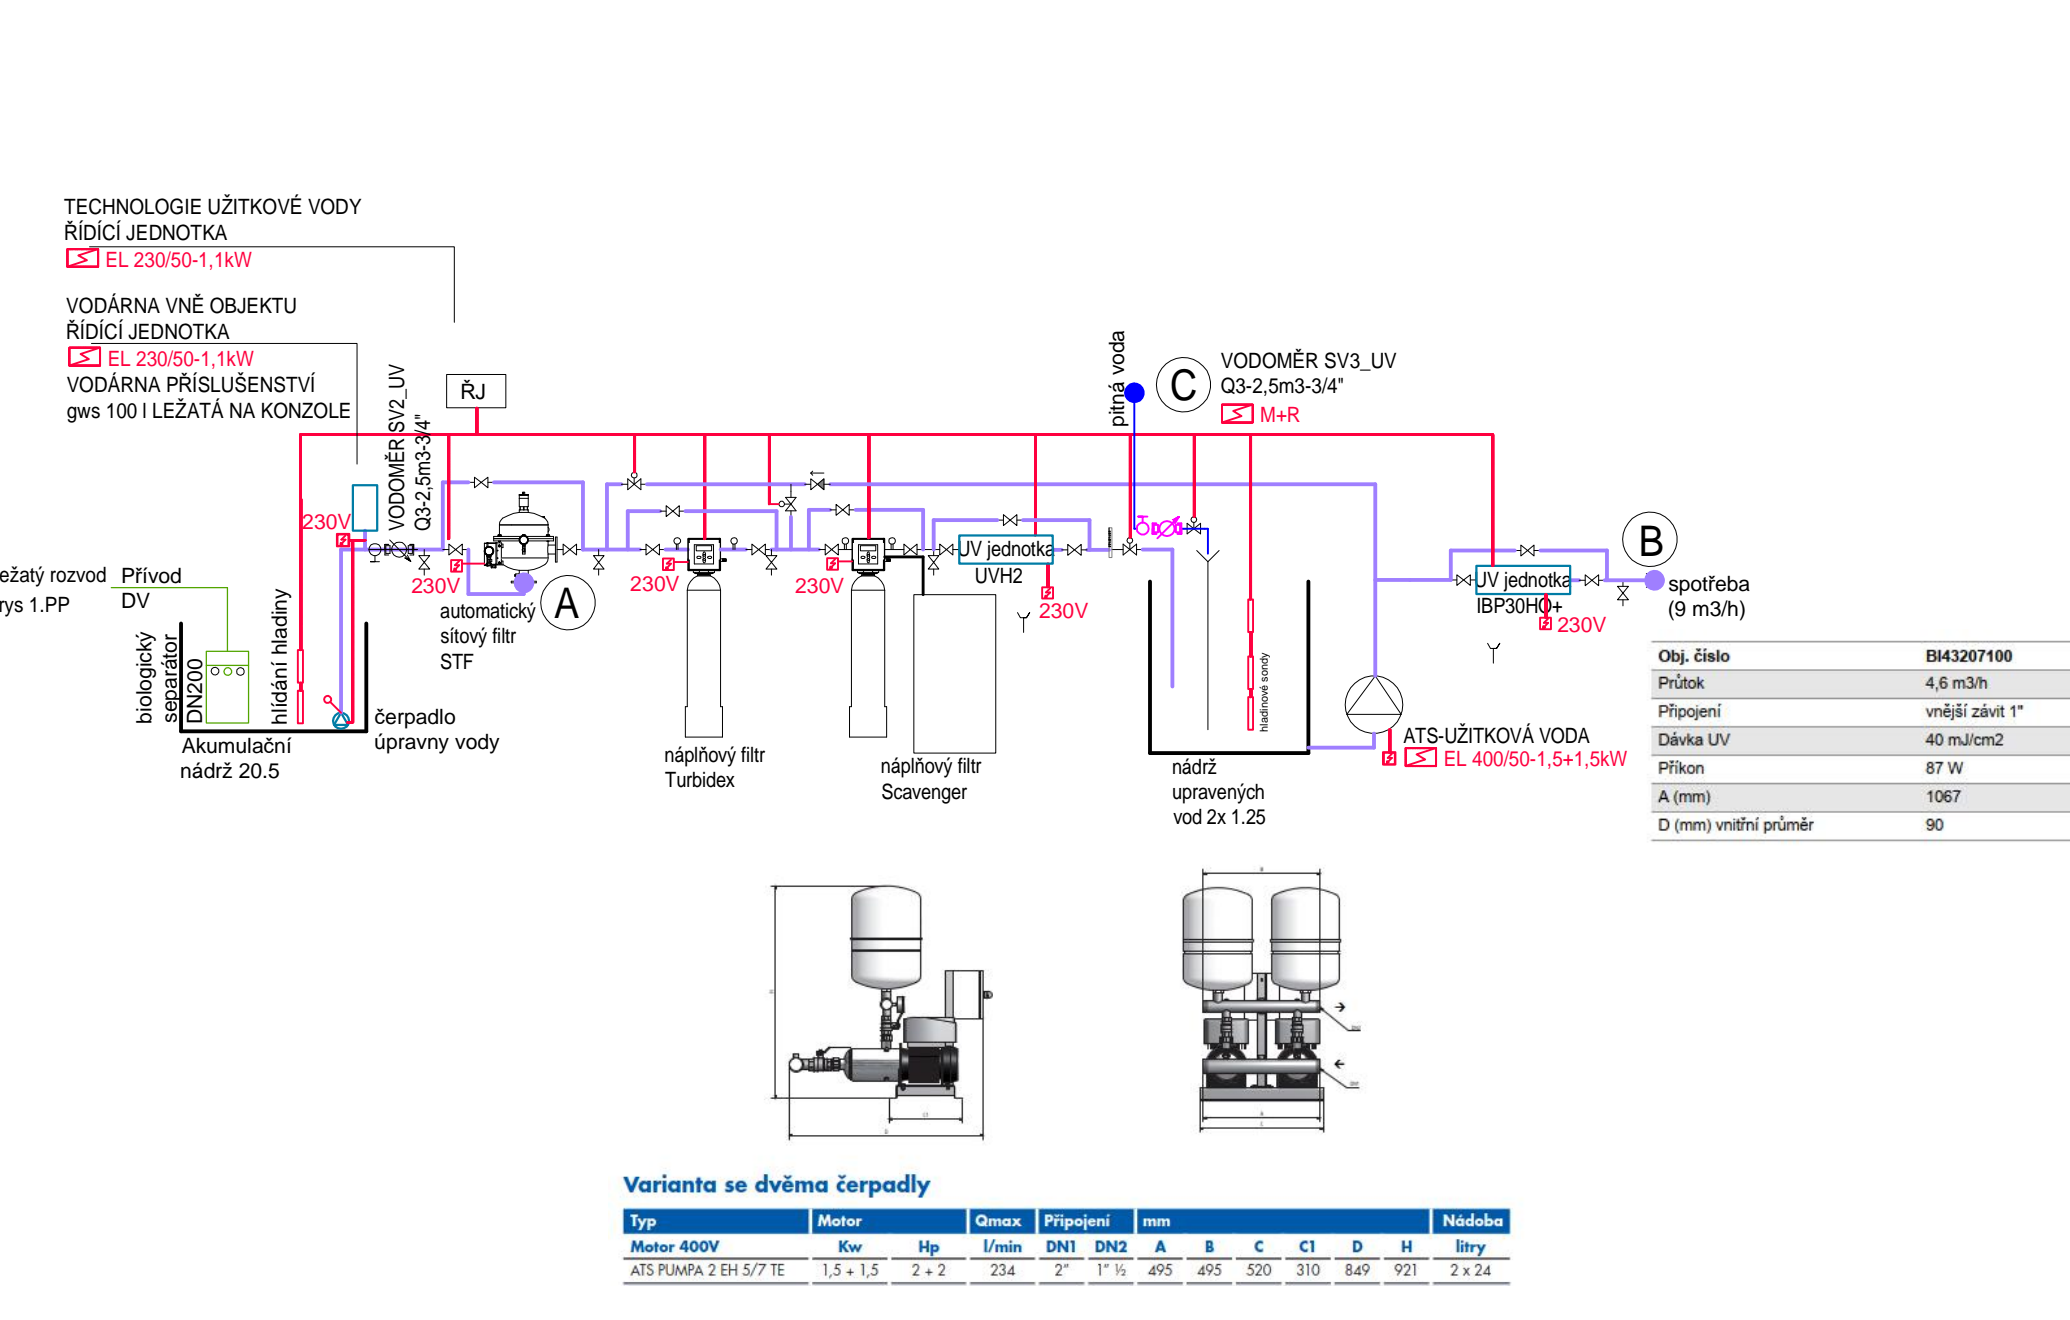 TECHNOLOGIE UŽITKOVÉ VODY
ŘÍDÍCÍ JEDNOTKA
EL 230/50-1,1kW
VODÁRNA VNĚ OBJEKTU
ŘÍDÍCÍ JEDNOTKA
EL 230/50-1,1kW
VODÁRNA PŘÍSLUŠENSTVÍ
gws 100 l LEŽATÁ NA KONZOLE
VODOMĚR SV2_UV
Q3-2,5m3-3/4"
ŘJ
pitná voda
C
VODOMĚR SV3_UV
Q3-2,5m3-3/4"
M+R
230V
230V
230V
230V
230V
230V
ežatý rozvod
rys 1.PP
Přívod
DV
biologický
separátor
DN200
hlídání hladiny
Akumulační
nádrž 20.5
čerpadlo
úpravny vody
automatický
sítový filtr
STF
A
náplňový filtr
Turbidex
náplňový filtr
Scavenger
UV jednotka
UVH2
nádrž
upravených
vod 2x 1.25
hladinové sondy
ATS-UŽITKOVÁ VODA
EL 400/50-1,5+1,5kW
UV jednotka
IBP30HO+
B
spotřeba
(9 m3/h)
Obj. číslo BI43207100
Průtok 4,6 m3/h
Připojení vnější závit 1"
Dávka UV 40 mJ/cm2
Příkon 87 W
A (mm) 1067
D (mm) vnitřní průměr 90
Varianta se dvěma čerpadly
Typ Motor Qmax Připojení mm Nádoba
Motor 400V Kw Hp l/min DN1 DN2 A B C C1 D H litry
ATS PUMPA 2 EH 5/7 TE 1,5 + 1,5 2 + 2 234 2" 1" ½ 495 495 520 310 849 921 2 x 24